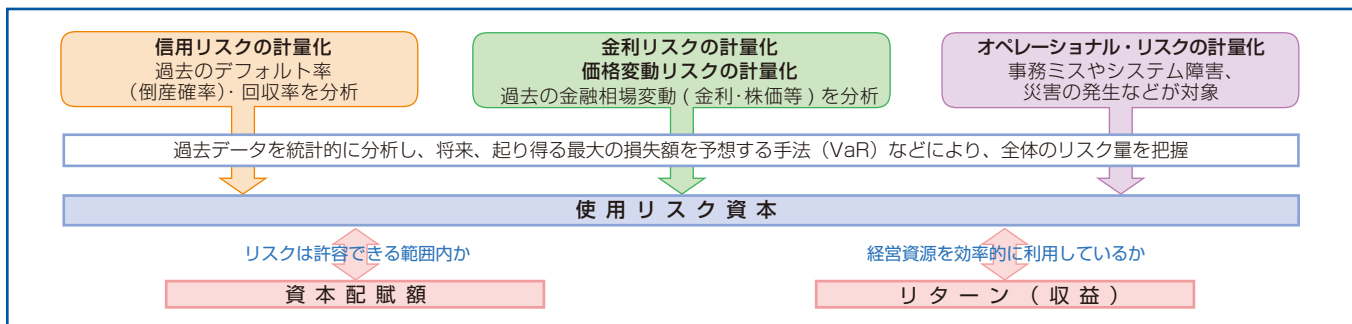 信用リスクの計量化
過去のデフォルト率
（倒産確率）・回収率を分析
金利リスクの計量化
価格変動リスクの計量化
過去の金融相場変動 ( 金利・株価等 ) を分析
オペレーショナル・リスクの計量化
事務ミスやシステム障害、
災害の発生などが対象
過去データを統計的に分析し、将来、起り得る最大の損失額を予想する手法（VaR）などにより、全体のリスク量を把握
使用リスク資本
リスクは許容できる範囲内か
経営資源を効率的に利用しているか
資本配賦額
リターン（収益）